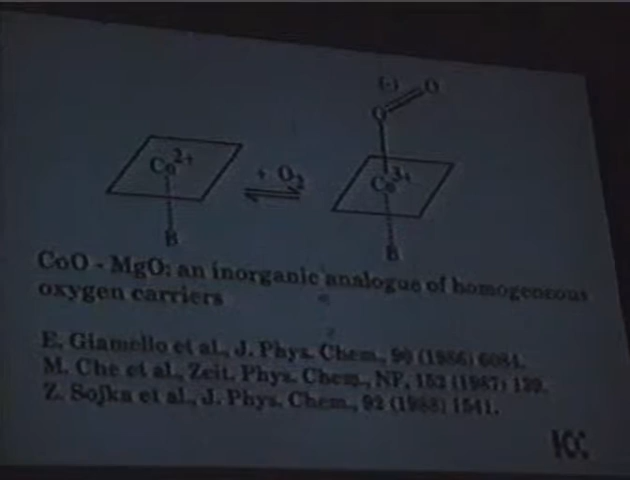 (-) O
O
Co2+ + O2 Co3+
B B
CoO - MgO: an inorganic analogue of homogeneous
oxygen carriers
E. Giamello et al., J. Phys. Chem., 90 (1986) 6084.
M. Che et al., Zeit. Phys. Chem., NF, 152 (1987) 139.
Z. Sojka et al., J. Phys. Chem., 92 (1988) 1541.
ICC